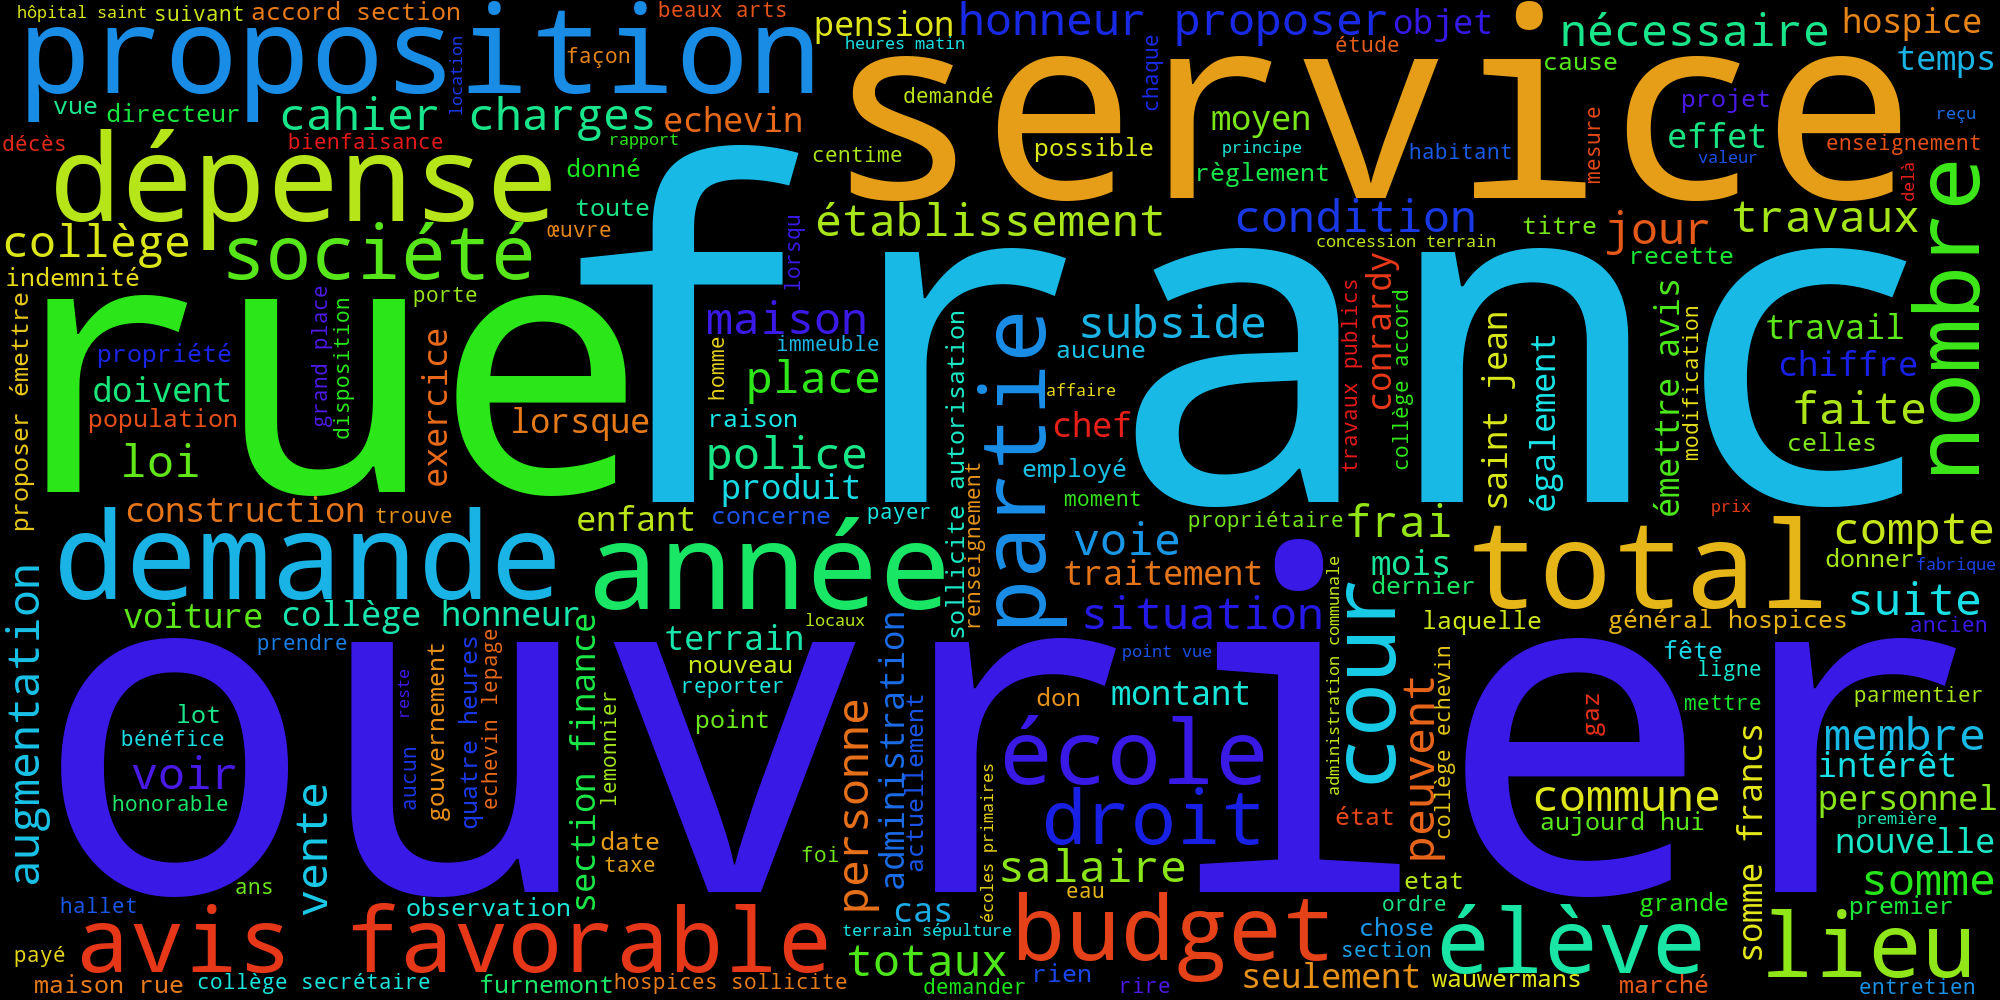 hôpital saint
suivant
accord section
beaux arts
pension
honneur proposer
objet
nécessaire
hospice
proposition
façon
location
heures matin
étude
chaque
cause
temps
service
vue
directeur
cahier charges
echevin
demandé
moyen
projet
effet
reçu
décès
bienfaisance
rapport
centime
possible
principe
habitant
mesure
valeur
enseignement
dépense
donné
règlement
delà
nombre
toute
œuvre
lorsqu
établissement
condition
titre
jour
travaux
collège
société
concession terrain
recette
indemnité
porte
franc
rue
proposer émettre
grand place
disposition
exercice
maison
immeuble
homme
sollicite autorisation
partie
subside
aucune
travaux publics
conrardy
collège accord
saint jean
également
émettre avis
modification
travail
chiffre
propriété
doivent
population
place
affaire
faite
lorsque
raison
chef
celles
loi
police
employé
produit
renseignement
moment
construction
trouve
enfant
concerne
payer
propriétaire
frai
prix
demande
année
voie
total
compte
traitement
mois
donner
fabrique
dernier
augmentation
voiture
collège honneur
locaux
situation
administration communale
cour
laquelle
général hospices
suite
ancien
prendre
section finance
terrain
point vue
fête
ligne
ouvrier
reste
gouvernement
quatre heures
echevin lepage
nouveau
reporter
lemonnier
administration
actuellement
don
montant
peuvent
collège echevin
gaz
mettre
parmentier
lot
point
personne
école
somme francs
membre
bénéfice
voir
aucun
intérêt
honorable
vente
écoles primaires
droit
état
commune
personnel
aujourd hui
première
date
taxe
foi
nouvelle
salaire
ans
eau
etat
somme
hallet
observation
cas
ordre
grande
premier
avis favorable
terrain sépulture
budget
chose
section
élève
lieu
payé
totaux
maison rue
collège secrétaire
furnemont
hospices sollicite
demander
rien
rire
seulement
wauwermans
marché
entretien